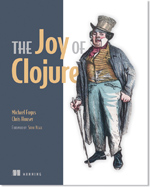 THE Joy OF
Clojure
Michael Fogus
Chris Houser
MANNING